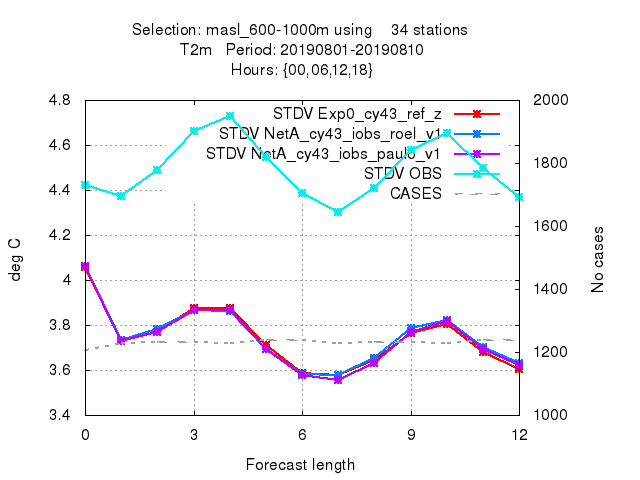 Selection: masl_600-1000m using    34 stations
T2m   Period: 20190801-20190810
Hours: {00,06,12,18}
STDV Exp0_cy43_ref_z
STDV NetA_cy43_iobs_roel_v1
STDV NetA_cy43_iobs_paulo_v1
STDV OBS
CASES
4.8
4.6
4.4
4.2
4
3.8
3.6
3.4
deg C
2000
1800
1600
1400
1200
1000
No cases
0
3
6
9
12
Forecast length